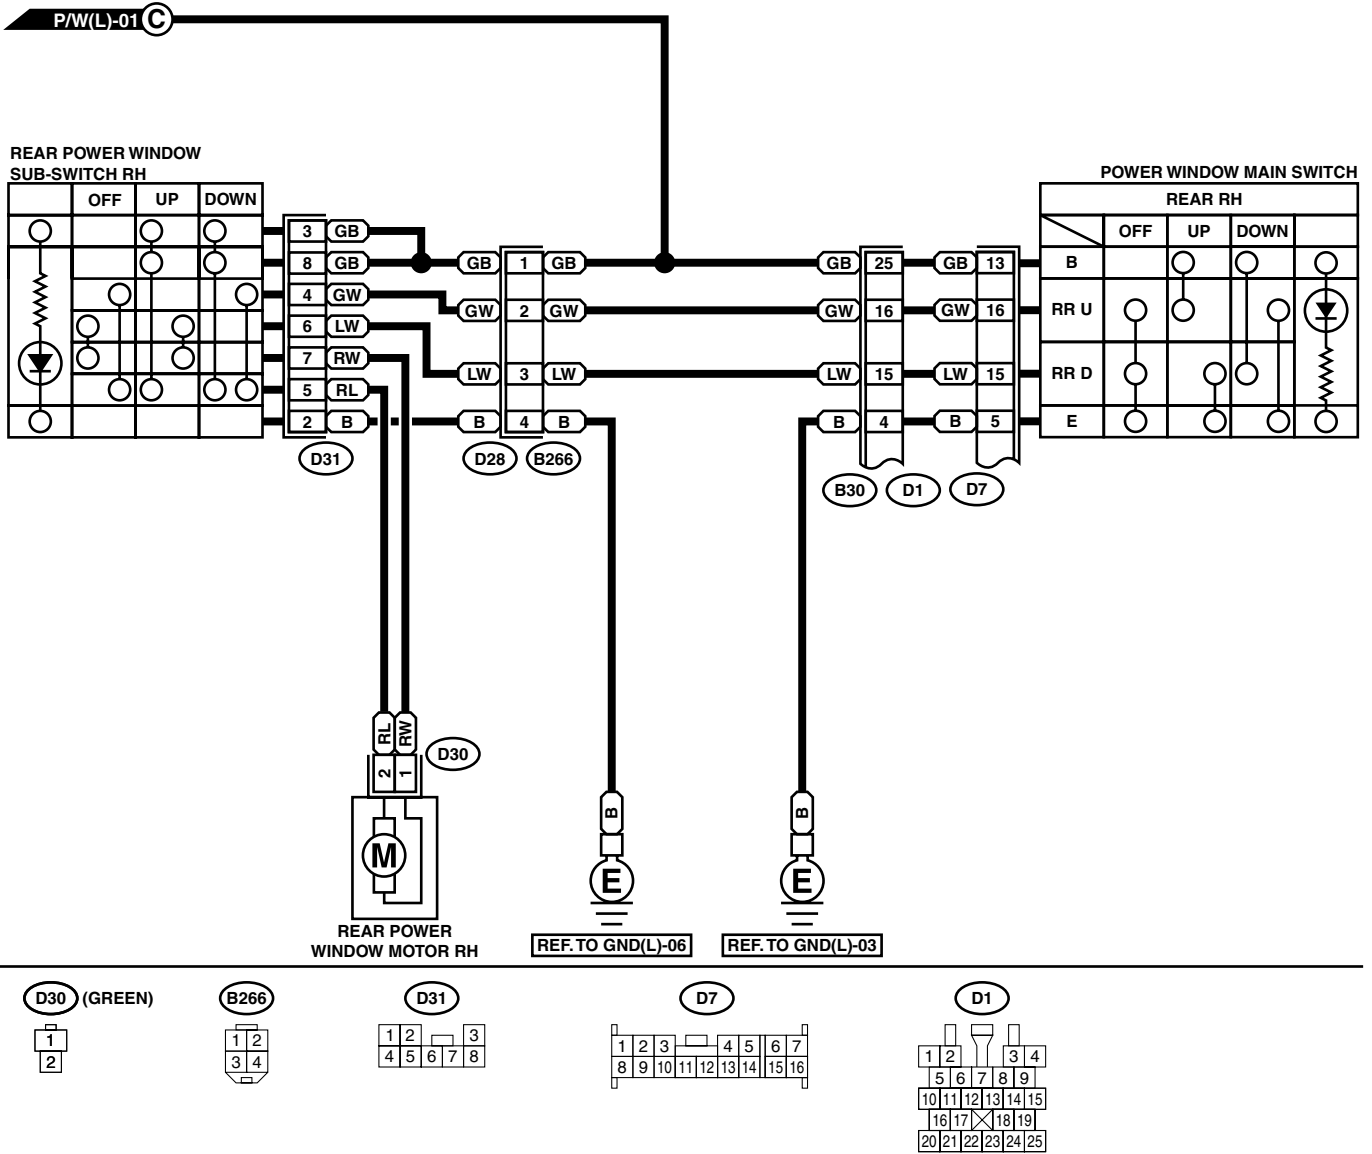 P/W(L)-01 C
REAR POWER WINDOW
SUB-SWITCH RH
OFF UP DOWN
POWER WINDOW MAIN SWITCH
REAR RH
OFF UP DOWN
3 GB
8 GB GB 1 GB GB 25 GB 13 B
4 GW GW 2 GW GW 16 GW 16 RR U
6 LW
7 RW LW 3 LW LW 15 LW 15 RR D
5 RL
2 B B 4 B B 4 B 5 E
D31 D28 B266 B30 D1 D7
RL RW
2 1
D30
M
B B
E E
REAR POWER
WINDOW MOTOR RH
REF. TO GND(L)-06 REF. TO GND(L)-03
D30 (GREEN) B266 D31 D7 D1
1
2
1 2
3 4
1 2 3
4 5 6 7 8
1 2 3 4 5 6 7
8 9 10 11 12 13 14 15 16
1 2 3 4
5 6 7 8 9
10 11 12 13 14 15
16 17 18 19
20 21 22 23 24 25